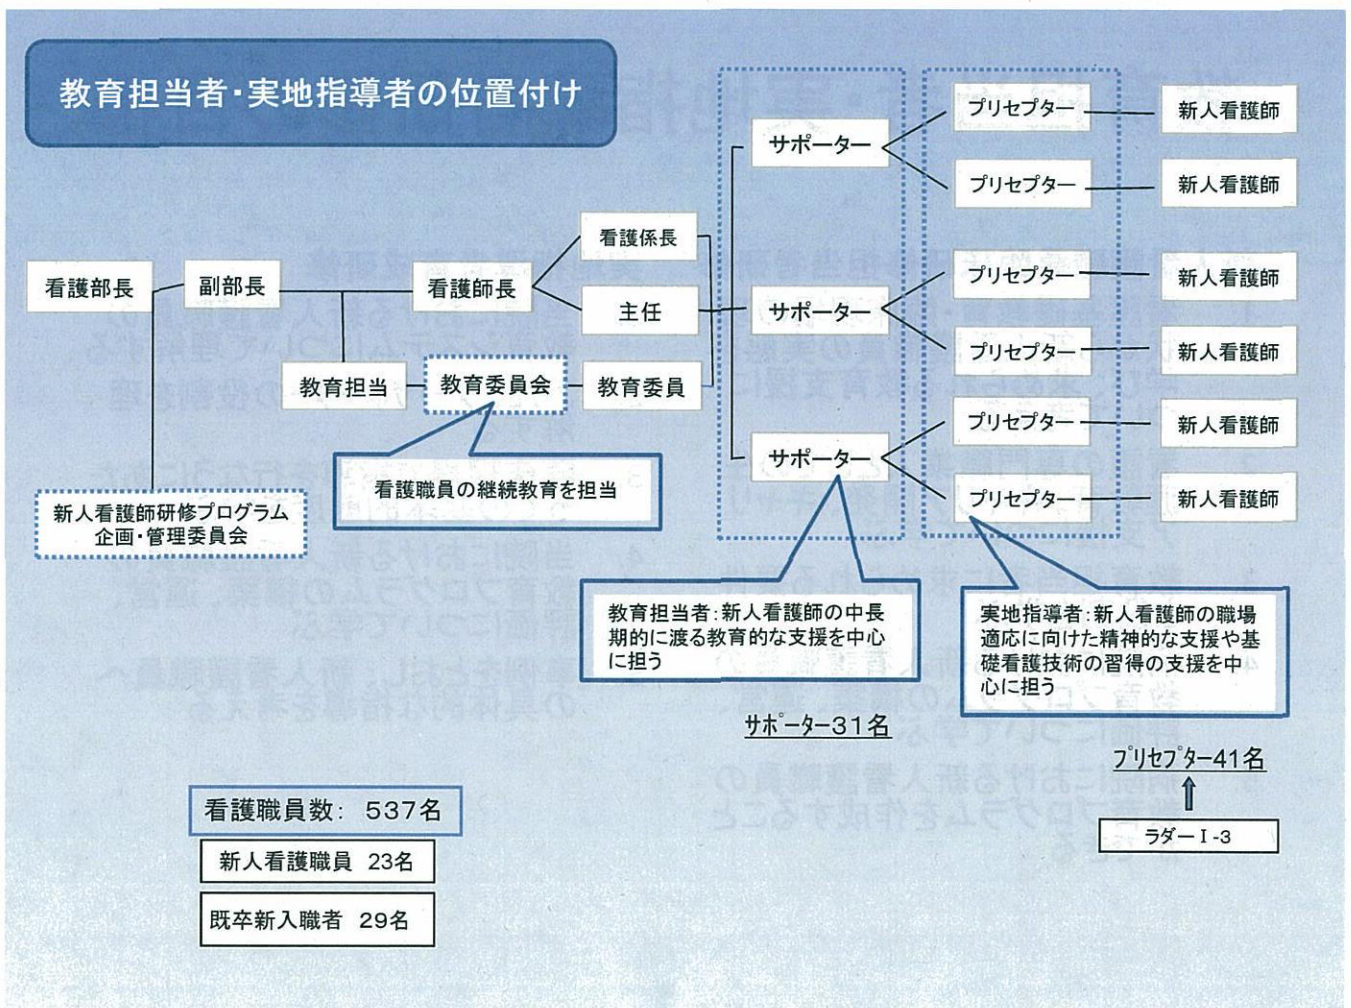 教育担当者・実地指導者の位置付け
看護部長
副部長
看護師長
看護係長
主任
教育担当
教育委員会
教育委員
新人看護師研修プログラム
企画・管理委員会
看護職員の継続教育を担当
サポーター
サポーター
サポーター
プリセプター
プリセプター
プリセプター
プリセプター
プリセプター
プリセプター
新人看護師
新人看護師
新人看護師
新人看護師
新人看護師
新人看護師
教育担当者:新人看護師の中長
期的に渡る教育的な支援を中心
に担う
実地指導者:新人看護師の職場
適応に向けた精神的な支援や基
礎看護技術の習得の支援を中
心に担う
ｻﾎﾟｰﾀｰ31名
ﾌﾟﾘｾﾌﾟﾀｰ41名
ラダーⅠ-3
看護職員数: 537名
新人看護職員 23名
既卒新入職者 29名